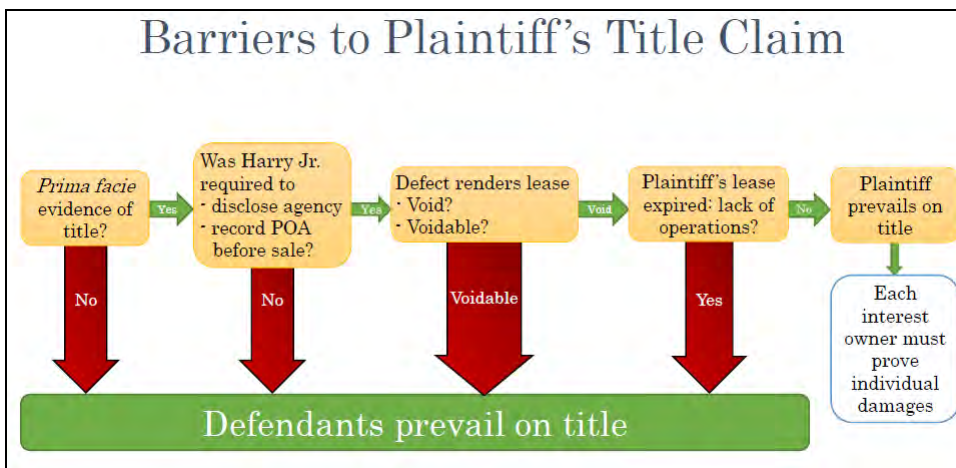 Barriers to Plaintiff's Title Claim
Prima facie
evidence of
title?
Yes
Was Harry Jr.
required to
- disclose agency
- record POA
before sale?
Yes
Defect renders lease
- Void?
- Voidable?
Void
Plaintiff's lease
expired: lack of
operations?
No
Plaintiff
prevails on
title
No
No
Voidable
Yes
Each
interest
owner must
prove
individual
damages
Defendants prevail on title